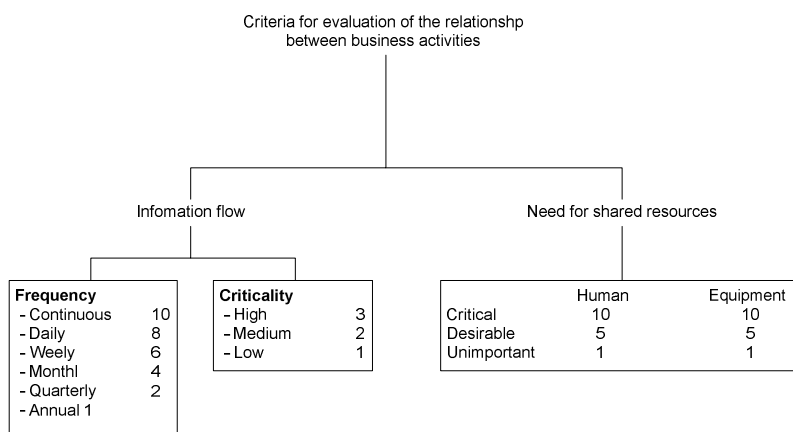 Criteria for evaluation of the relationshp
between business activities
Infomation flow
Need for shared resources
Frequency
- Continuous 10
- Daily 8
- Weely 6
- Monthl 4
- Quarterly 2
- Annual 1
Criticality
- High 3
- Medium 2
- Low 1
Human Equipment
Critical 10 10
Desirable 5 5
Unimportant 1 1